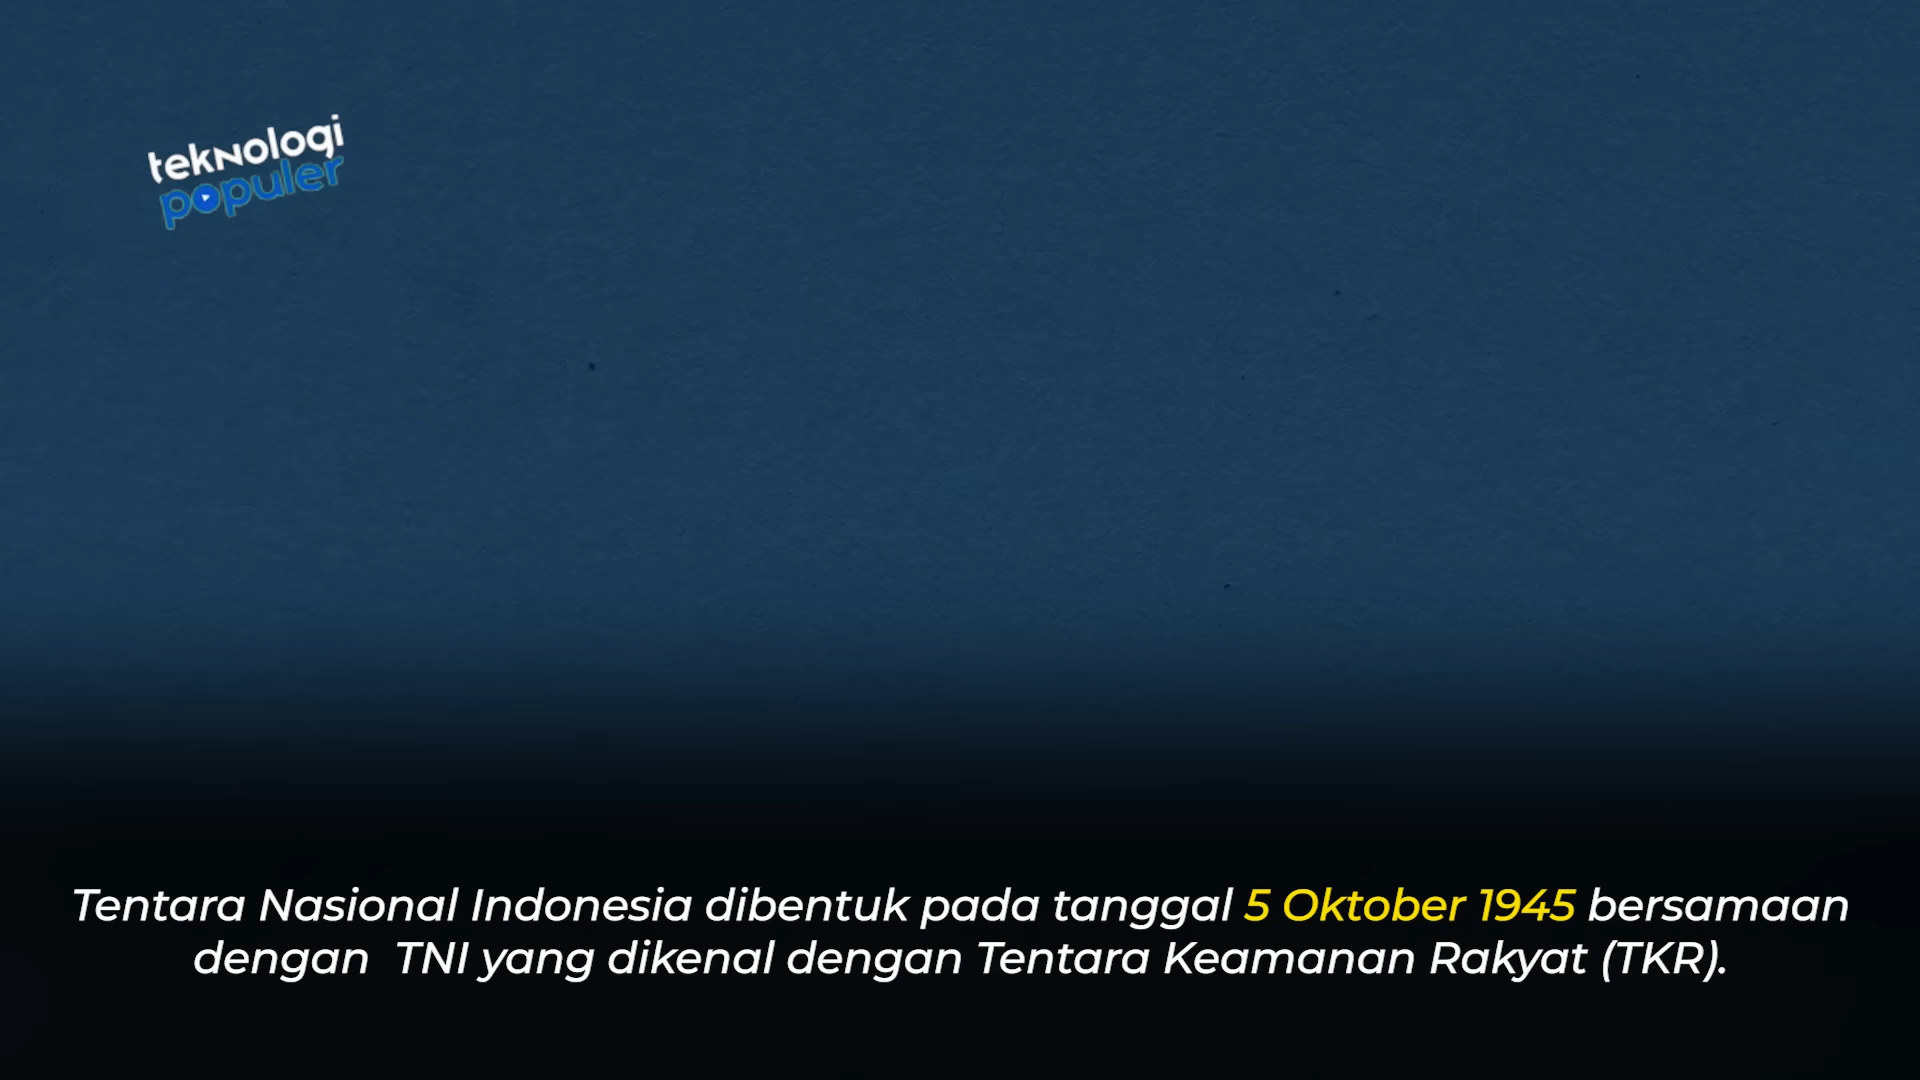 tekNologi
populer
Tentara Nasional Indonesia dibentuk pada tanggal 5 Oktober 1945 bersamaan
dengan  TNI yang dikenal dengan Tentara Keamanan Rakyat (TKR).